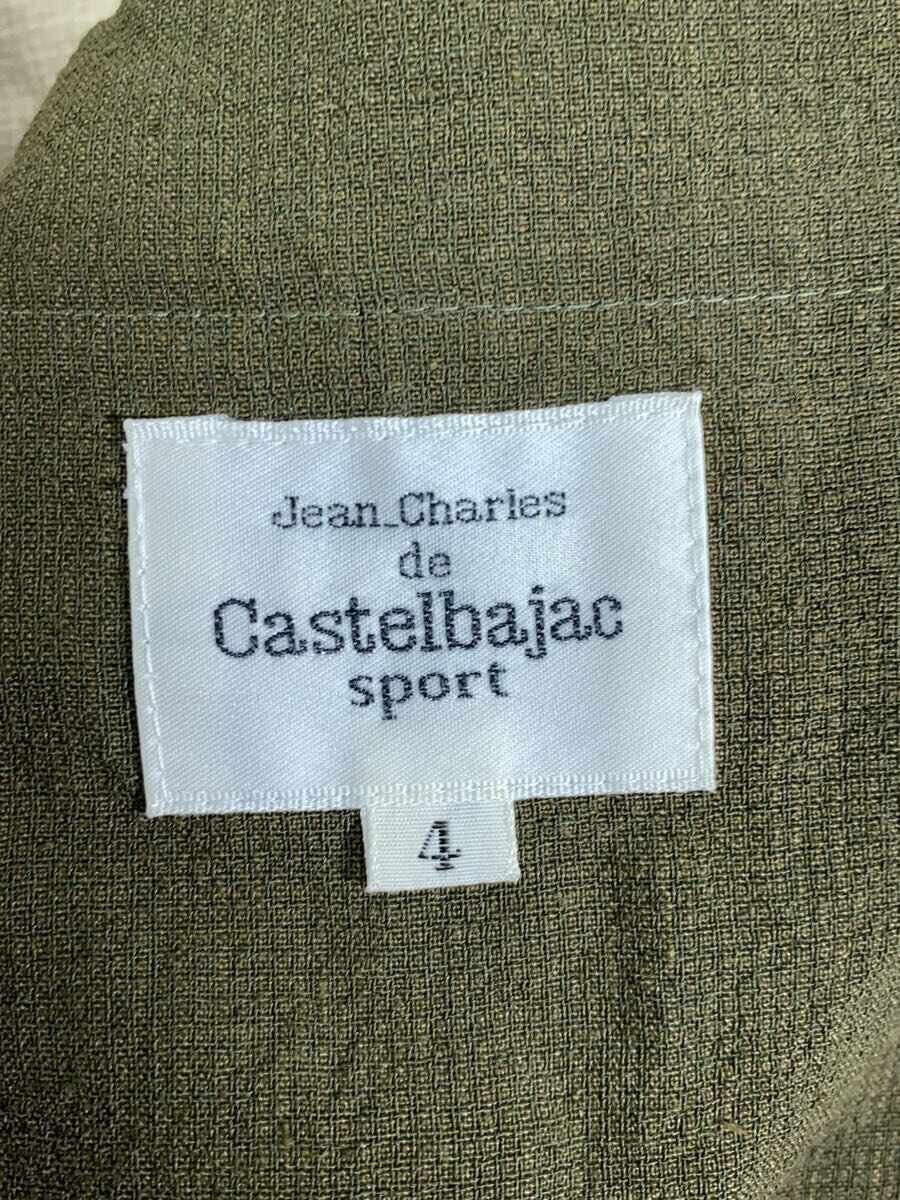 Jean_Charles
de
Castelbajac
sport
4